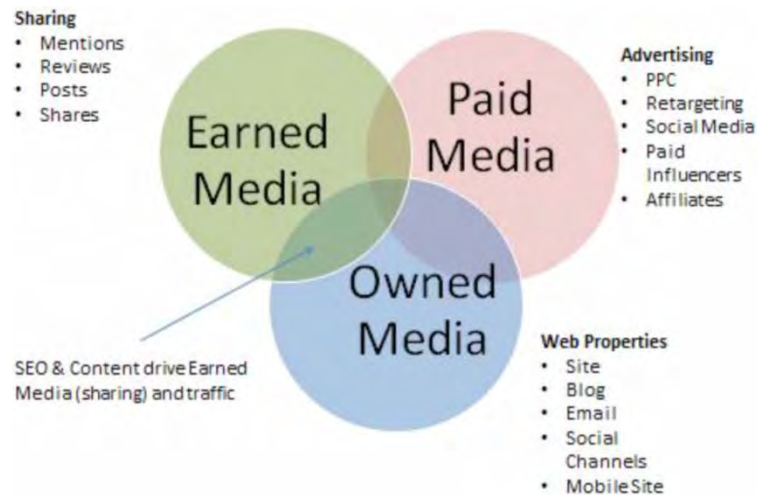 Sharing
• Mentions
• Reviews
• Posts
• Shares
Earned
Media
Paid
Media
Advertising
• PPC
• Retargeting
• Social Media
• Paid
Influencers
• Affiliates
Owned
Media
SEO & Content drive Earned
Media (sharing) and traffic
Web Properties
• Site
• Blog
• Email
• Social
Channels
• Mobile Site